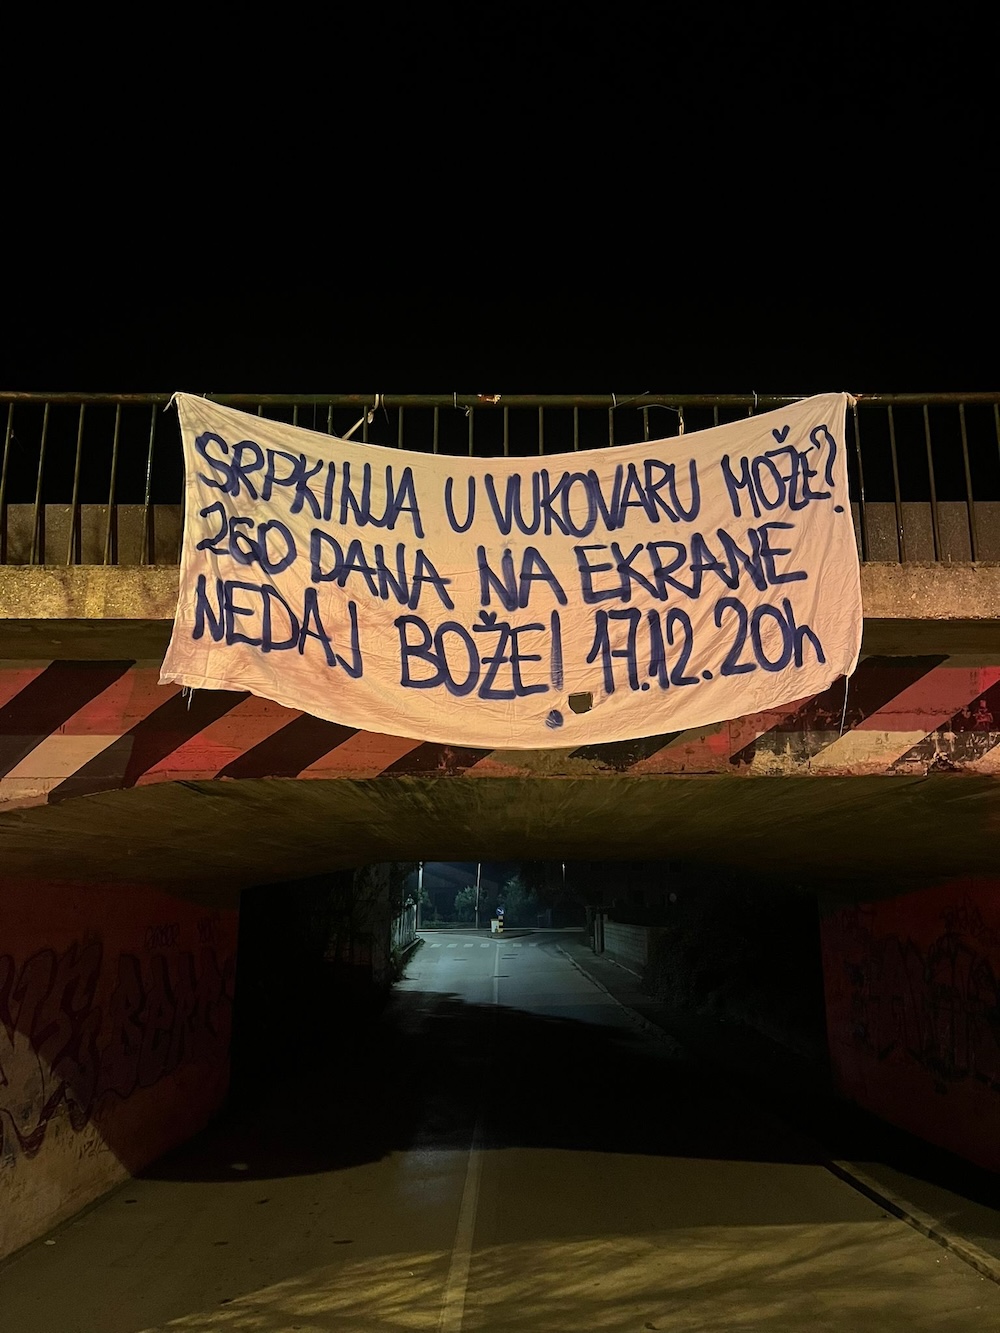 SRPKINJA U VUKOVARU MOŽE?
260 DANA NA EKRANE
NEDAJ BOŽE! 17.12. 20h